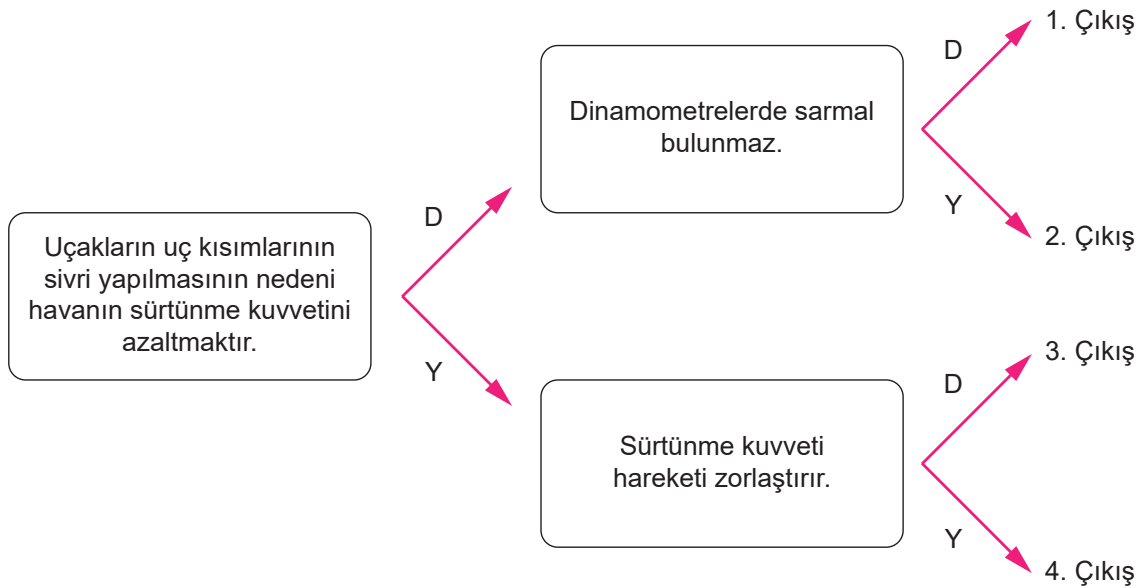 Uçakların uç kısımlarının
sivri yapılmasının nedeni
havanın sürtünme kuvvetini
azaltmaktır.
D
Y
Dinamometrelerde sarmal
bulunmaz.
D
Y
1. Çıkış
2. Çıkış
Sürtünme kuvveti
hareketi zorlaştırır.
D
Y
3. Çıkış
4. Çıkış